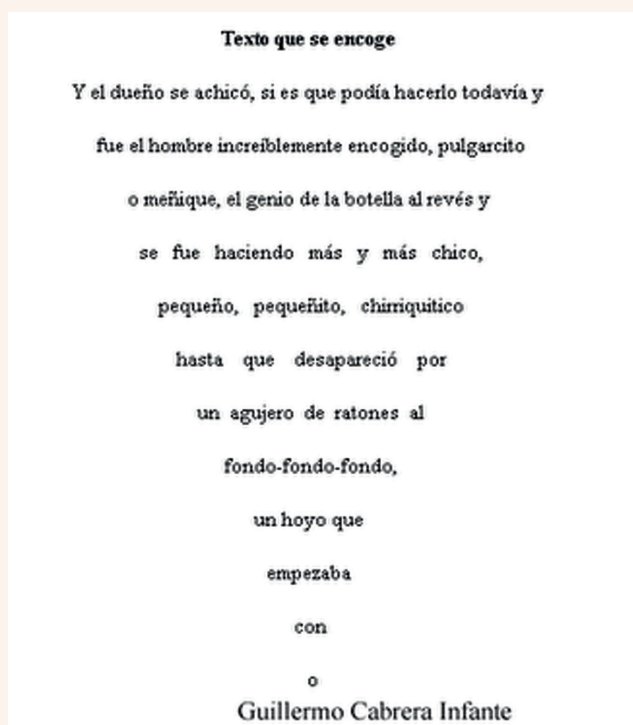 Texto que se encoge
Y el dueño se achicó, si es que podía hacerlo todavía y
fue el hombre increíblemente encogido, pulgarcito
o meñique, el genio de la botella al revés y
se fue haciendo más y más chico,
pequeño, pequeñito, chirriquitico
hasta que desapareció por
un agujero de ratones al
fondo-fondo-fondo,
un hoyo que
empezaba
con
o
Guillermo Cabrera Infante